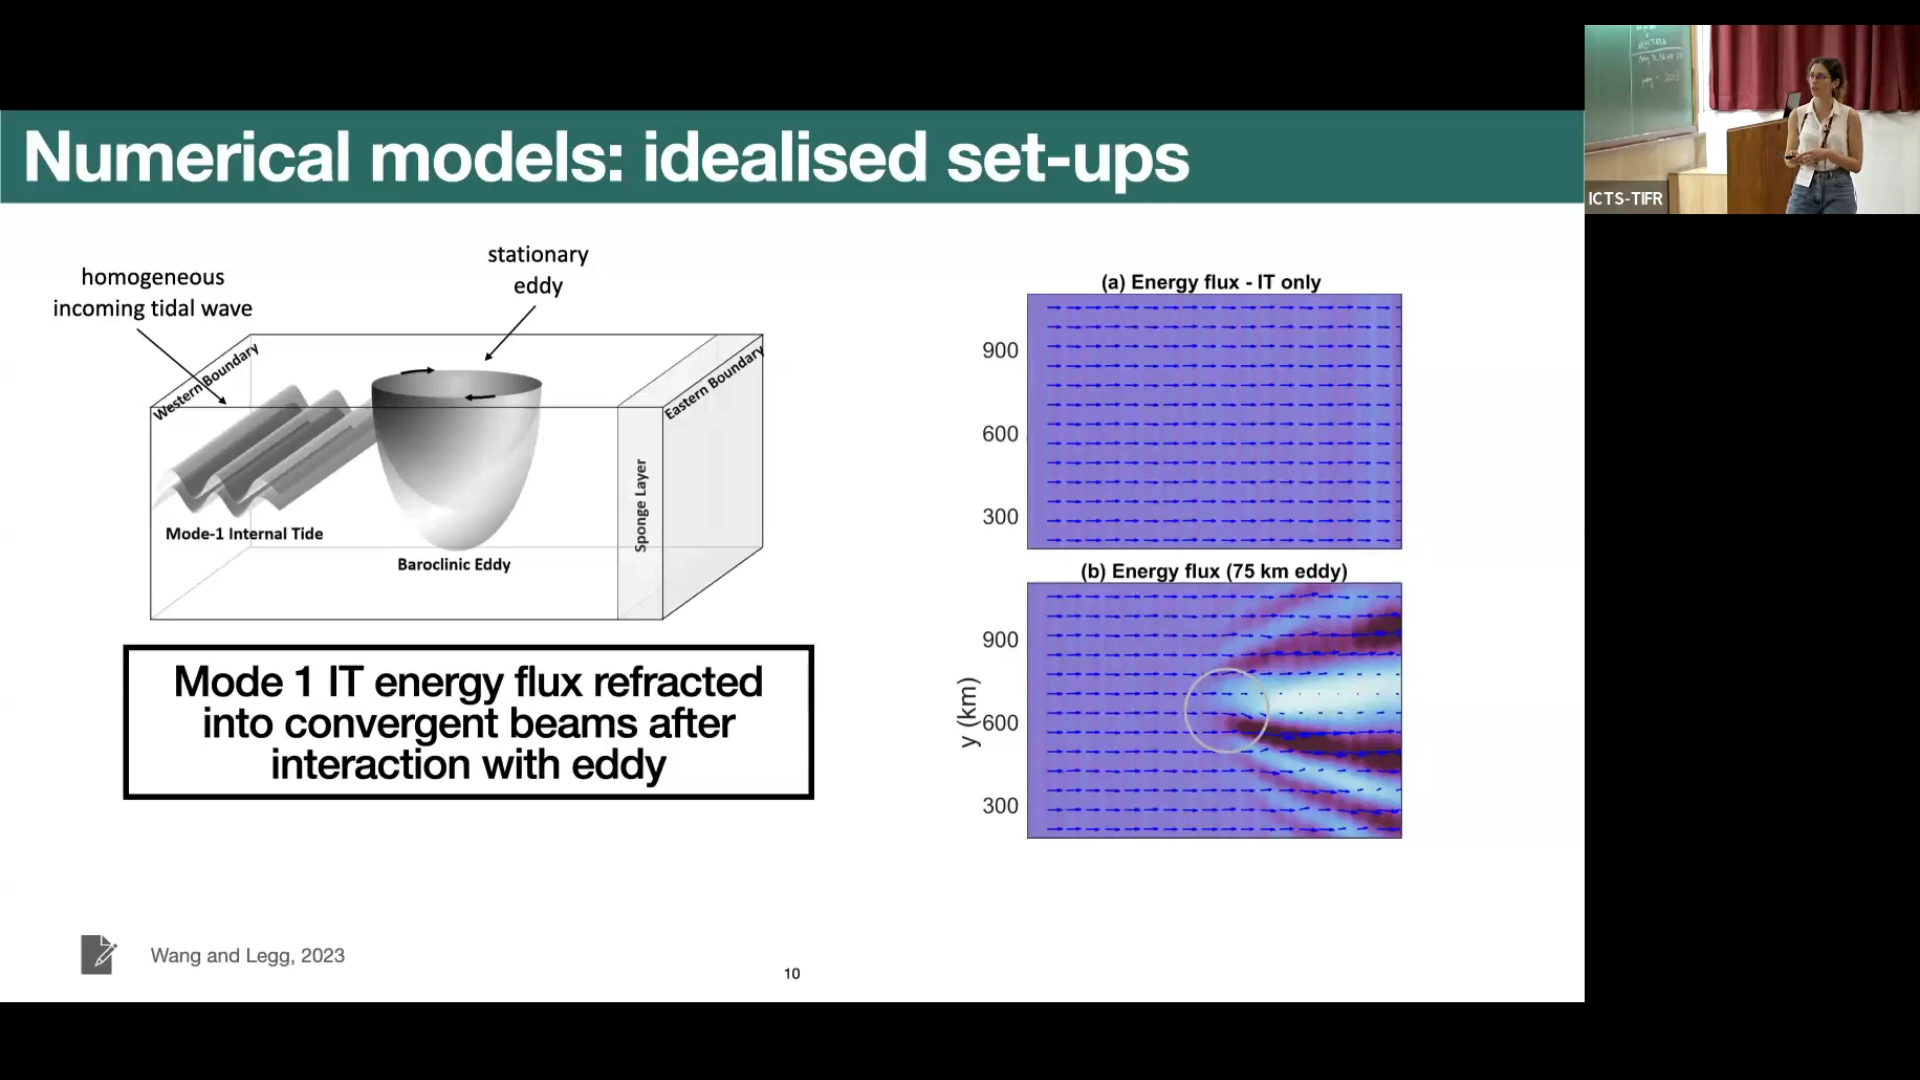 Numerical models: idealised set-ups
homogeneous
incoming tidal wave
stationary
eddy
Western Boundary
Eastern Boundary
Sponge Layer
Mode-1 Internal Tide
Baroclinic Eddy
Mode 1 IT energy flux refracted
into convergent beams after
interaction with eddy
(a) Energy flux - IT only
900
600
300
(b) Energy flux (75 km eddy)
900
600
300
y (km)
Wang and Legg, 2023
10
ICTS-TIFR